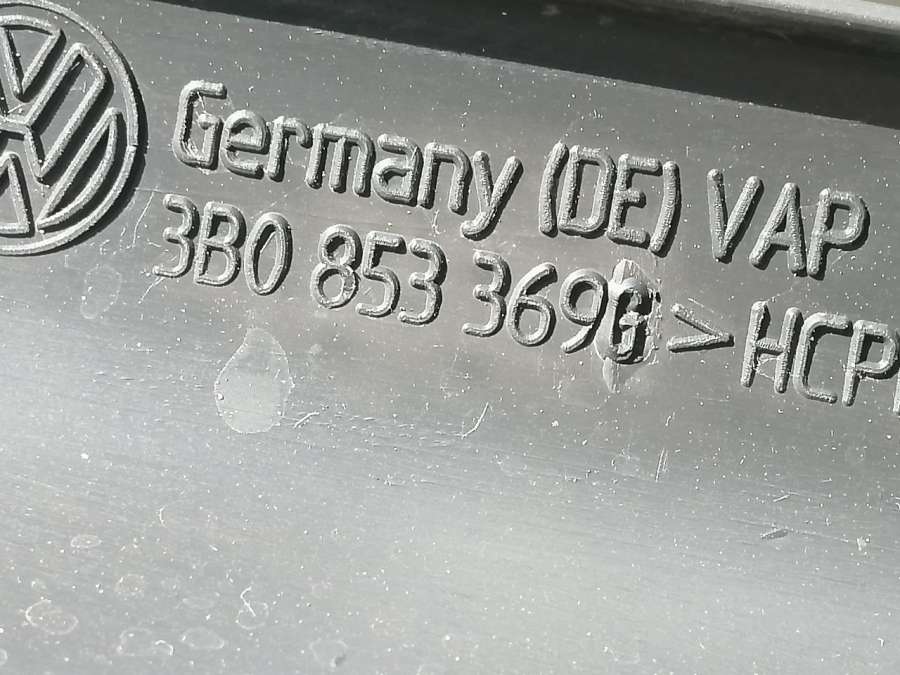 Germany (DE) VAP
3B0 853 369G >HCP